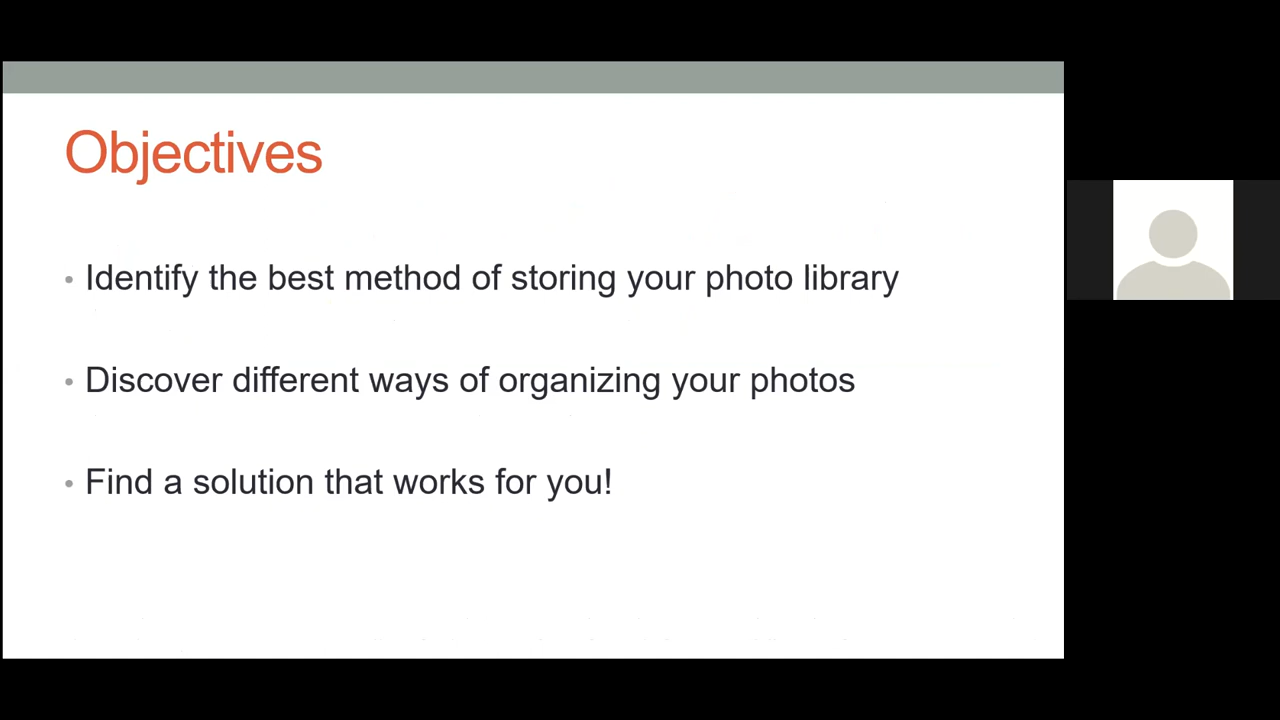 Objectives
• Identify the best method of storing your photo library
• Discover different ways of organizing your photos
• Find a solution that works for you!